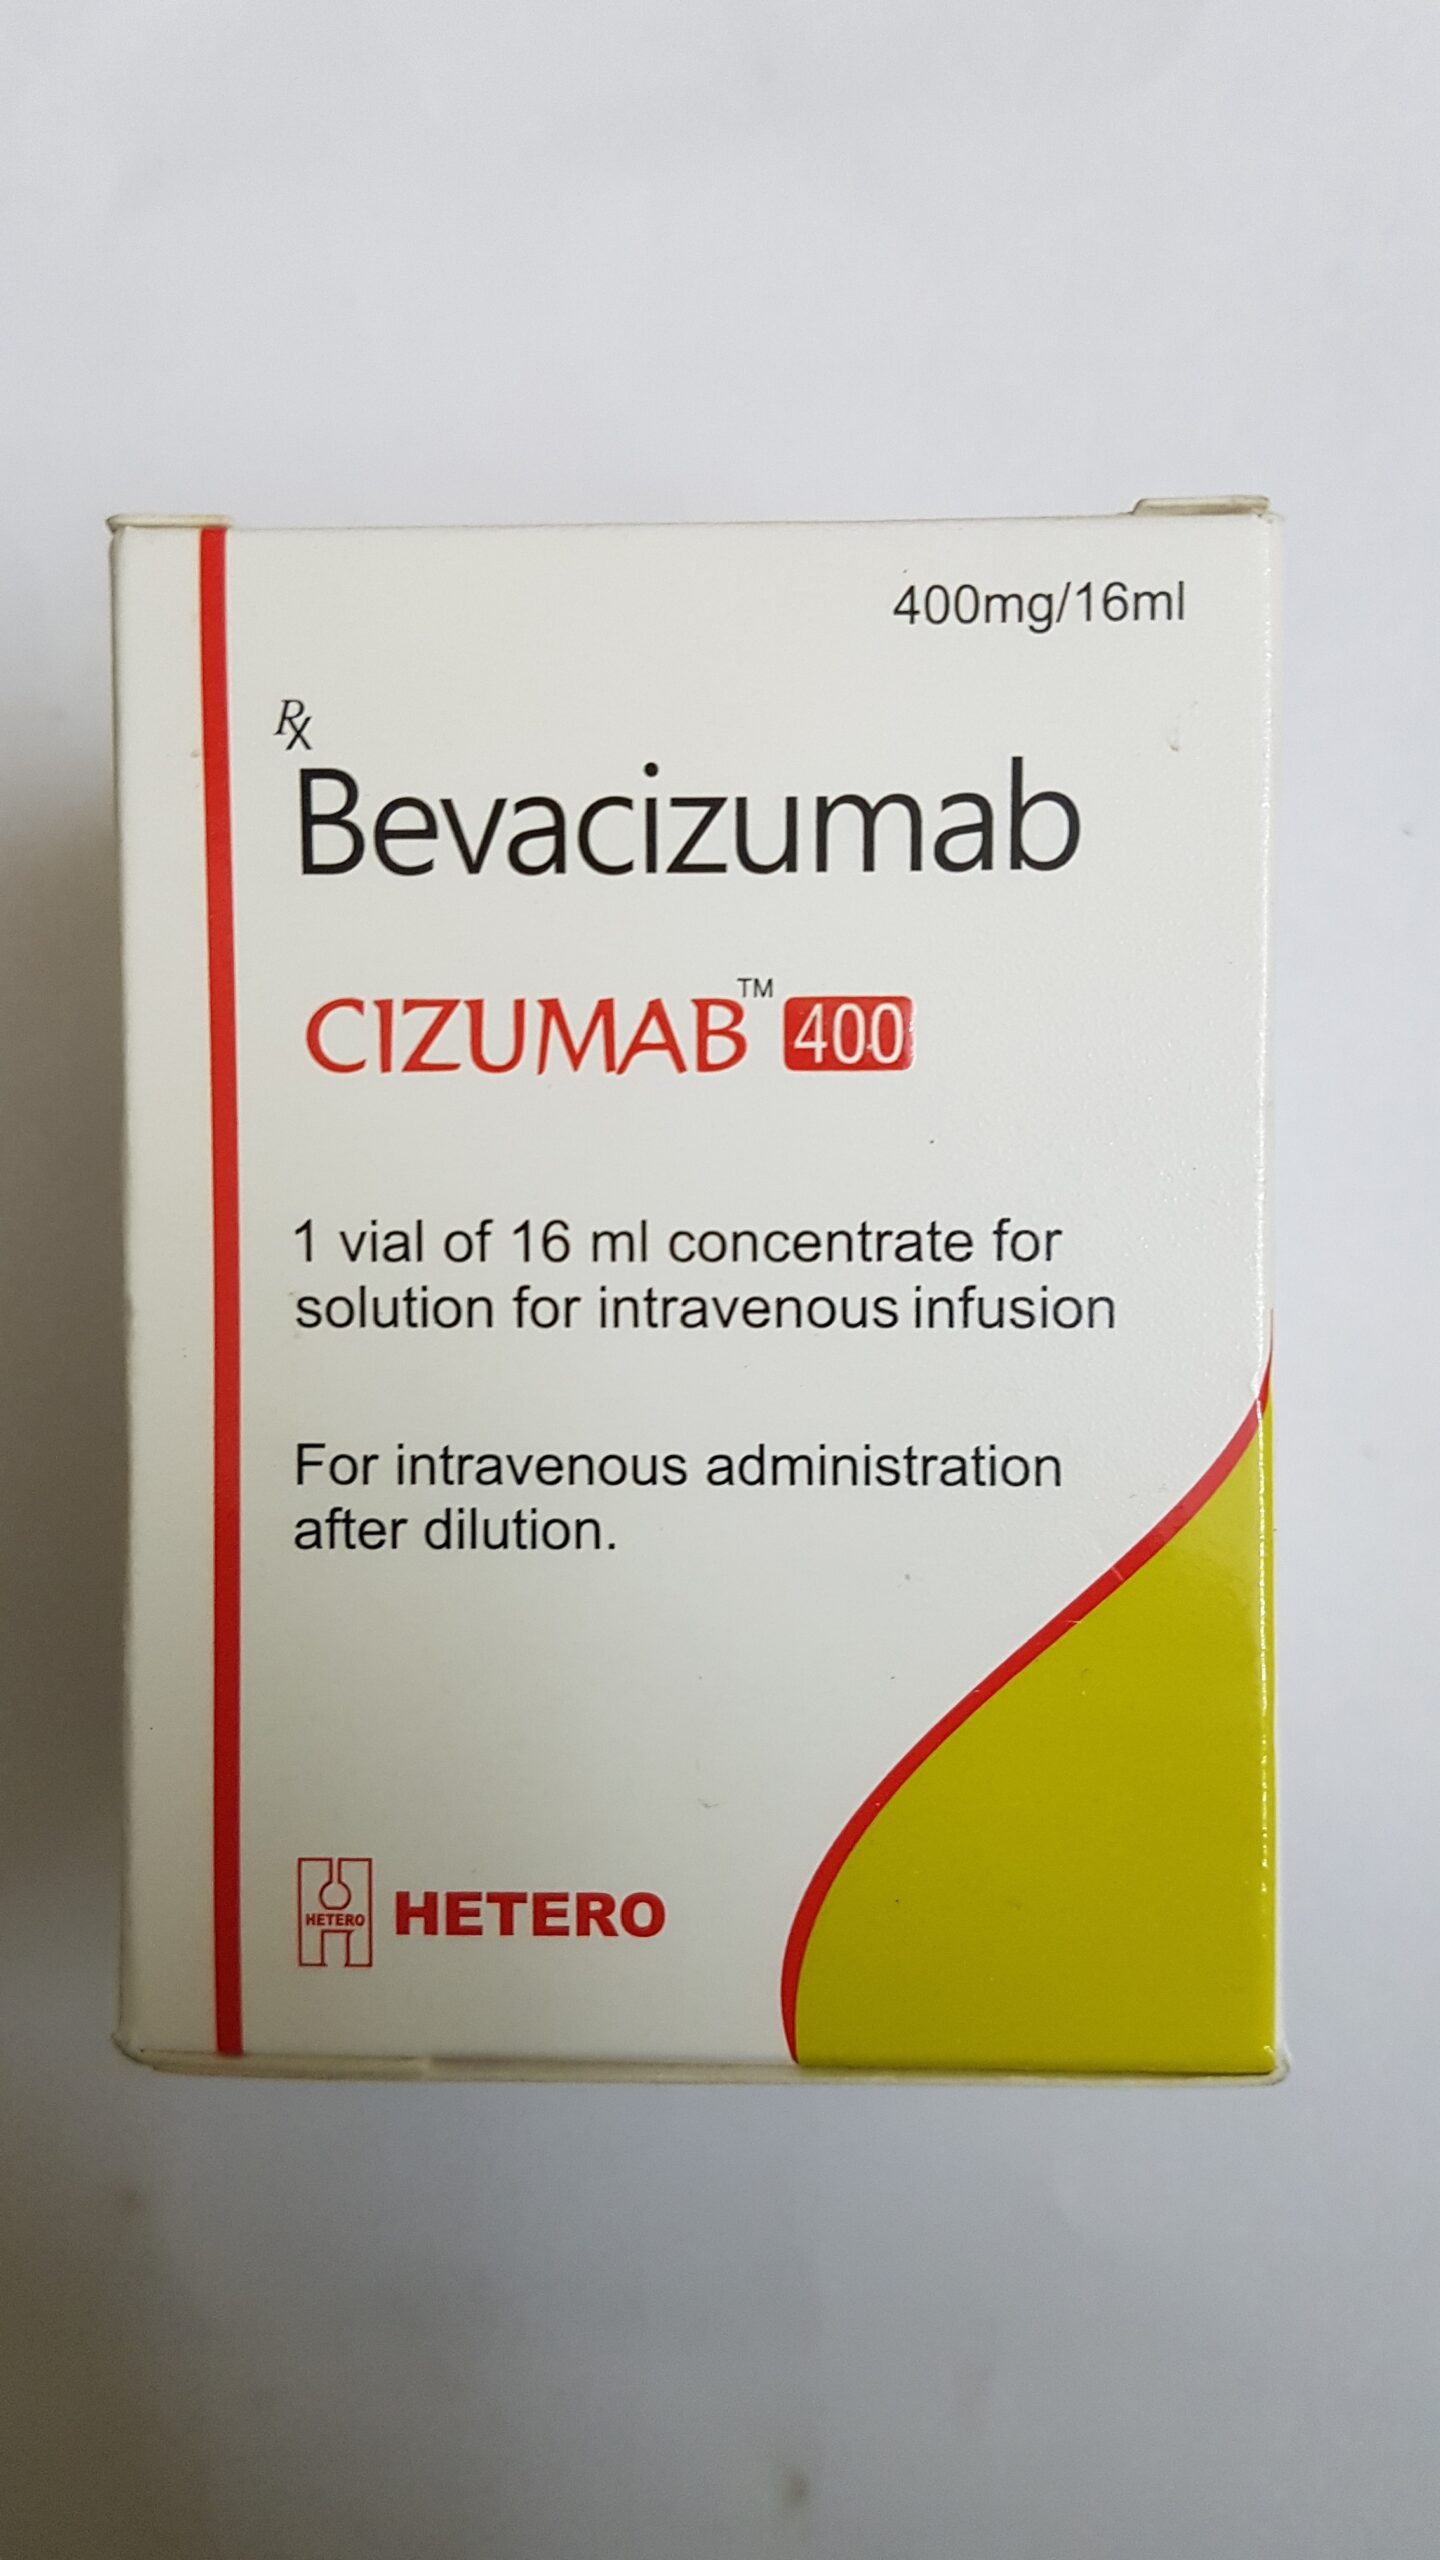 400mg/16ml
Rx
Bevacizumab
CIZUMAB™ 400
1 vial of 16 ml concentrate for
solution for intravenous infusion
For intravenous administration
after dilution.
HETERO HETERO